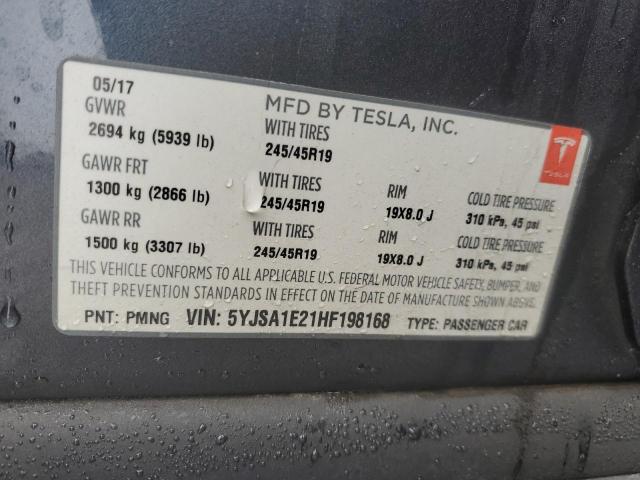 05/17
MFD BY TESLA, INC.
GVWR
WITH TIRES
2694 kg (5939 lb)
245/45R19
GAWR FRT
WITH TIRES
RIM
COLD TIRE PRESSURE
1300 kg (2866 lb)
245/45R19
19X8.0 J
310 kPa, 45 psi
GAWR RR
WITH TIRES
RIM
COLD TIRE PRESSURE
1500 kg (3307 lb)
245/45R19
19X8.0 J
310 kPa, 45 psi
TESLA
THIS VEHICLE CONFORMS TO ALL APPLICABLE U.S. FEDERAL MOTOR VEHICLE SAFETY, BUMPER, AND
THEFT PREVENTION STANDARDS IN EFFECT ON THE DATE OF MANUFACTURE SHOWN ABOVE.
PNT: PMNG VIN: 5YJSA1E21HF198168 TYPE: PASSENGER CAR